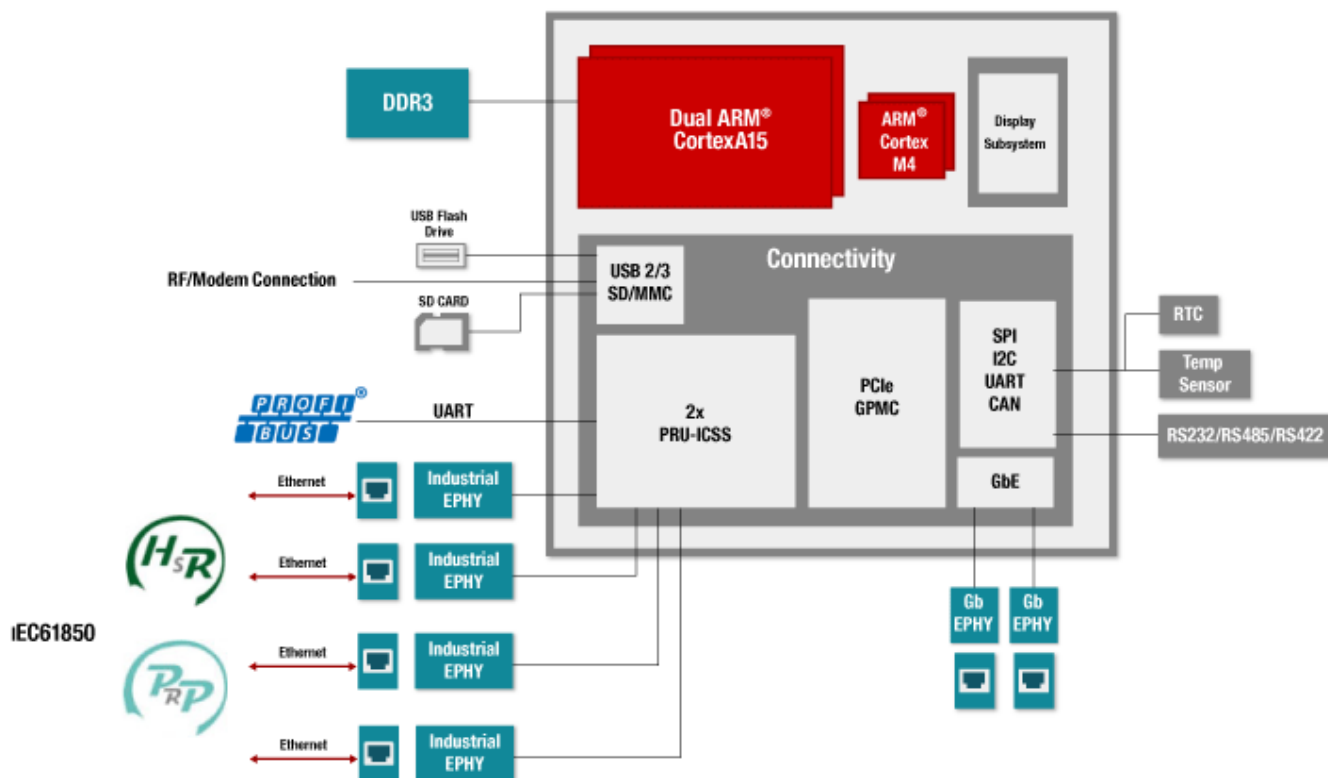 DDR3
Dual ARM®
CortexA15
ARM®
Cortex
M4
Display
Subsystem
USB Flash
Drive
RF/Modem Connection
SD CARD
USB 2/3
SD/MMC
Connectivity
SPI
I2C
UART
CAN
RTC
Temp
Sensor
RS232/RS485/RS422
PCIe
GPMC
2x
PRU-ICSS
GbE
PROFI®
BUS
UART
Ethernet
Industrial
EPHY
HSR
Ethernet
Industrial
EPHY
IEC61850
PRP
Ethernet
Industrial
EPHY
Ethernet
Industrial
EPHY
Gb
EPHY
Gb
EPHY